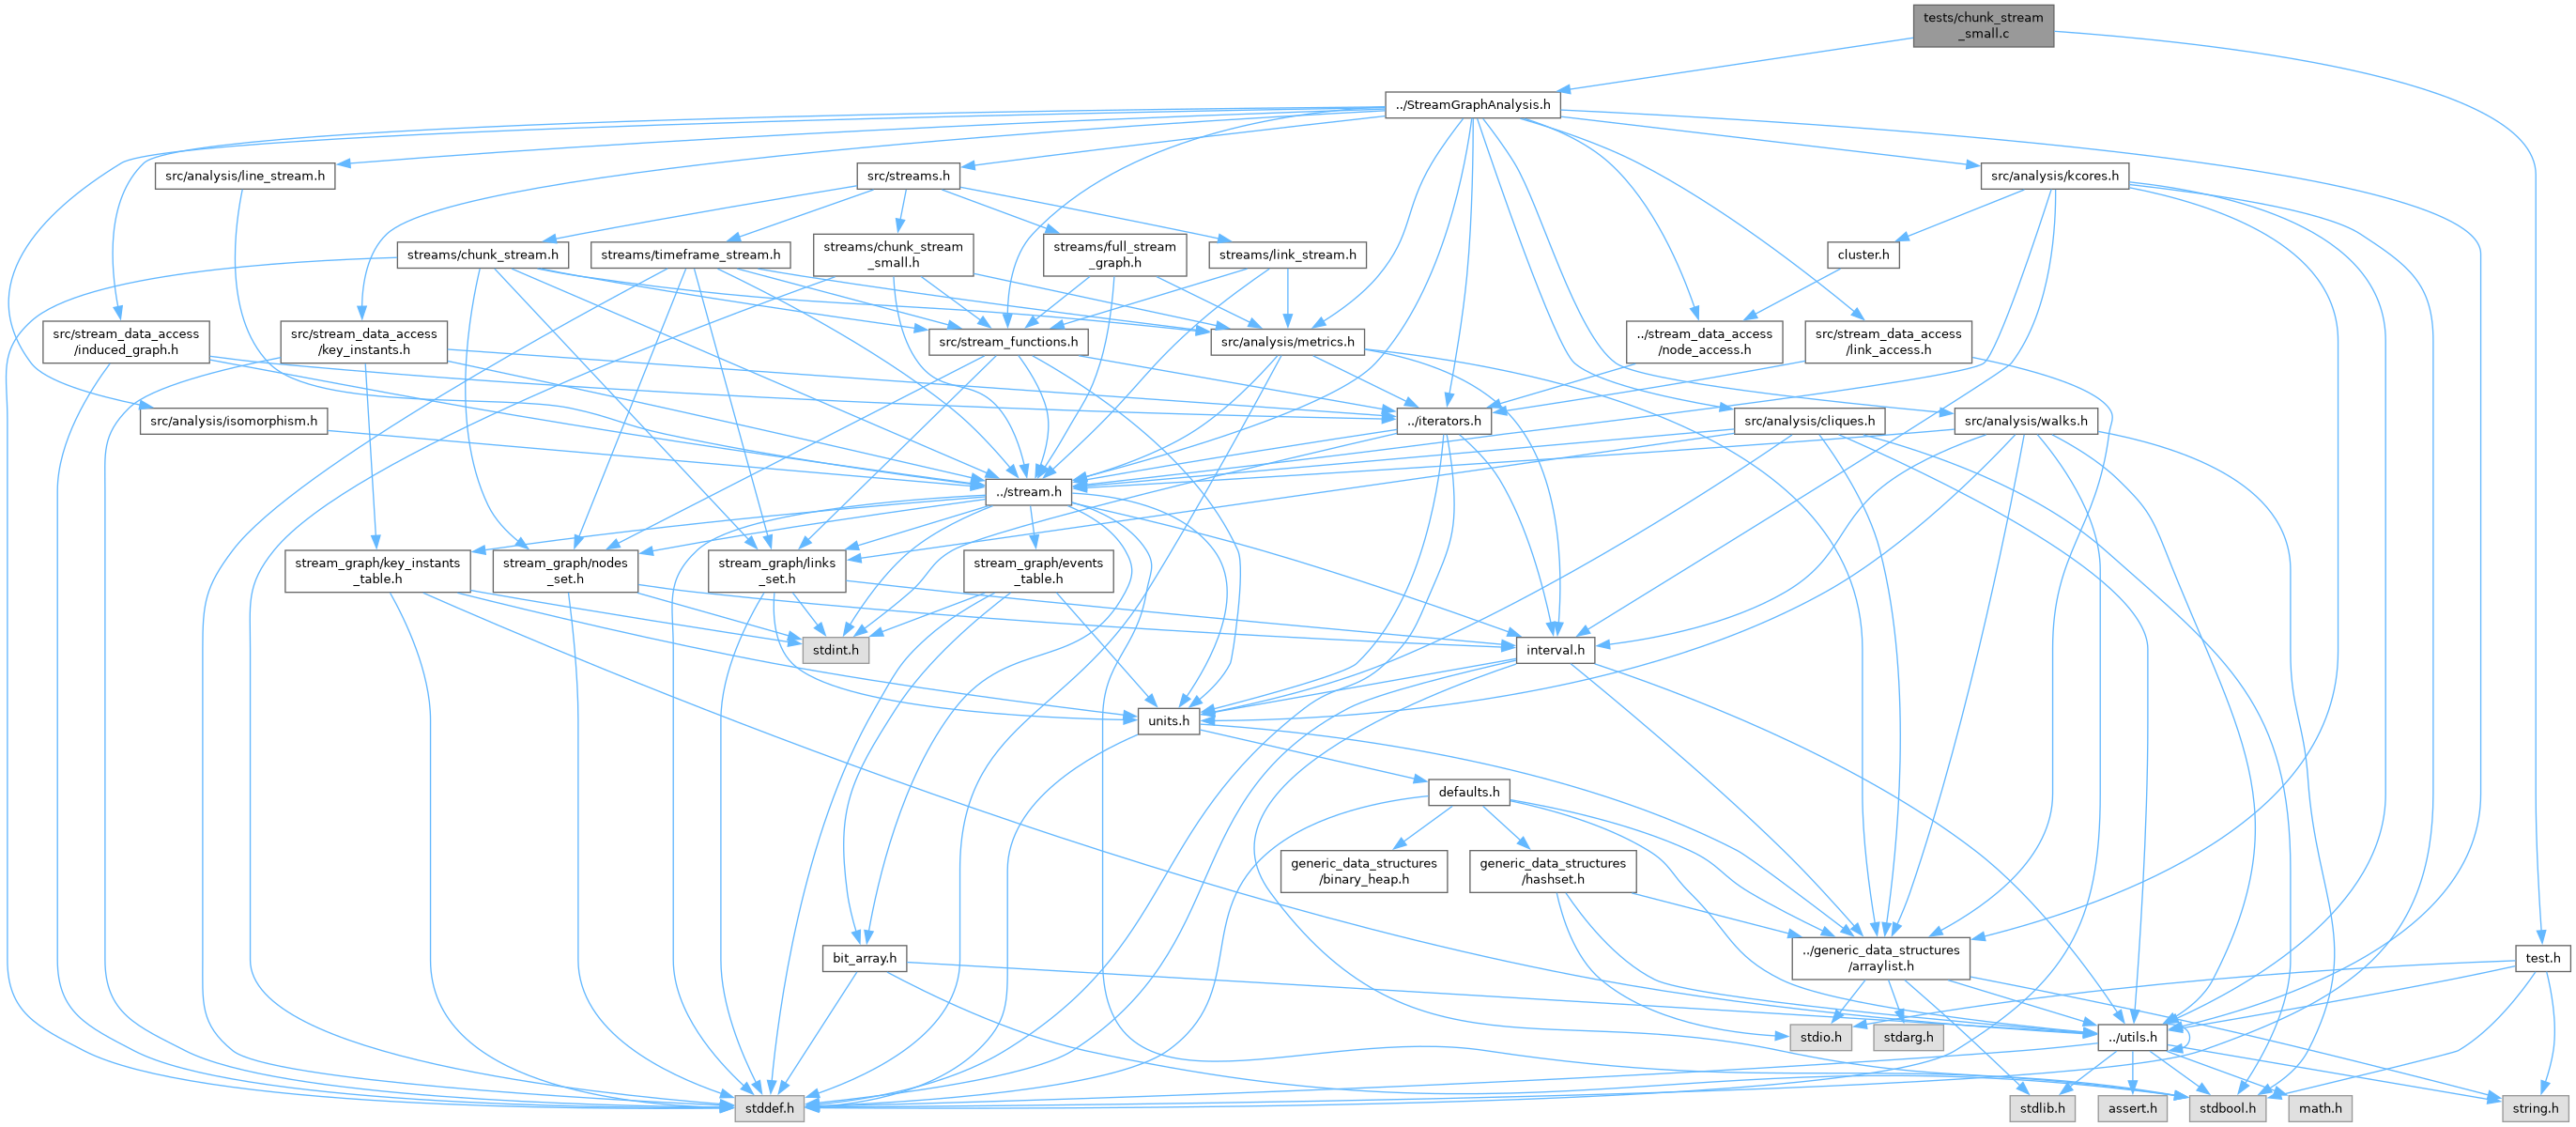 tests/chunk_stream
_small.c
../StreamGraphAnalysis.h
src/analysis/line_stream.h
src/streams.h
src/analysis/kcores.h
streams/chunk_stream.h
streams/timeframe_stream.h
streams/chunk_stream
_small.h
streams/full_stream
_graph.h
streams/link_stream.h
cluster.h
src/stream_data_access
/induced_graph.h
src/stream_data_access
/key_instants.h
src/stream_functions.h
src/analysis/metrics.h
../stream_data_access
/node_access.h
src/stream_data_access
/link_access.h
src/analysis/isomorphism.h
../iterators.h
src/analysis/cliques.h
src/analysis/walks.h
../stream.h
stream_graph/key_instants
_table.h
stream_graph/nodes
_set.h
stream_graph/links
_set.h
stream_graph/events
_table.h
stdint.h
interval.h
units.h
defaults.h
generic_data_structures
/binary_heap.h
generic_data_structures
/hashset.h
bit_array.h
../generic_data_structures
/arraylist.h
test.h
stdio.h
stdarg.h
../utils.h
stddef.h
stdlib.h
assert.h
stdbool.h
math.h
string.h